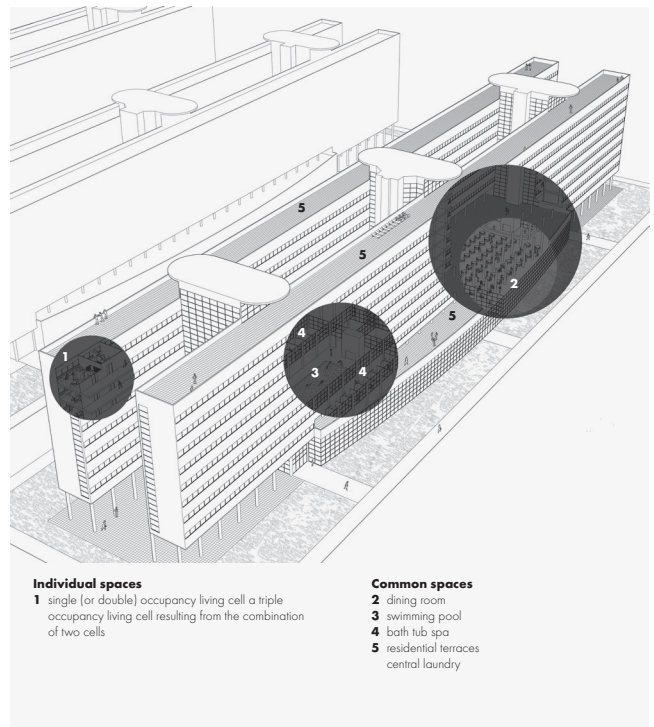 5
5
2
1
4
5
3
4
Individual spaces
1 single (or double) occupancy living cell a triple
occupancy living cell resulting from the combination
of two cells
Common spaces
2 dining room
3 swimming pool
4 bath tub spa
5 residential terraces
central laundry